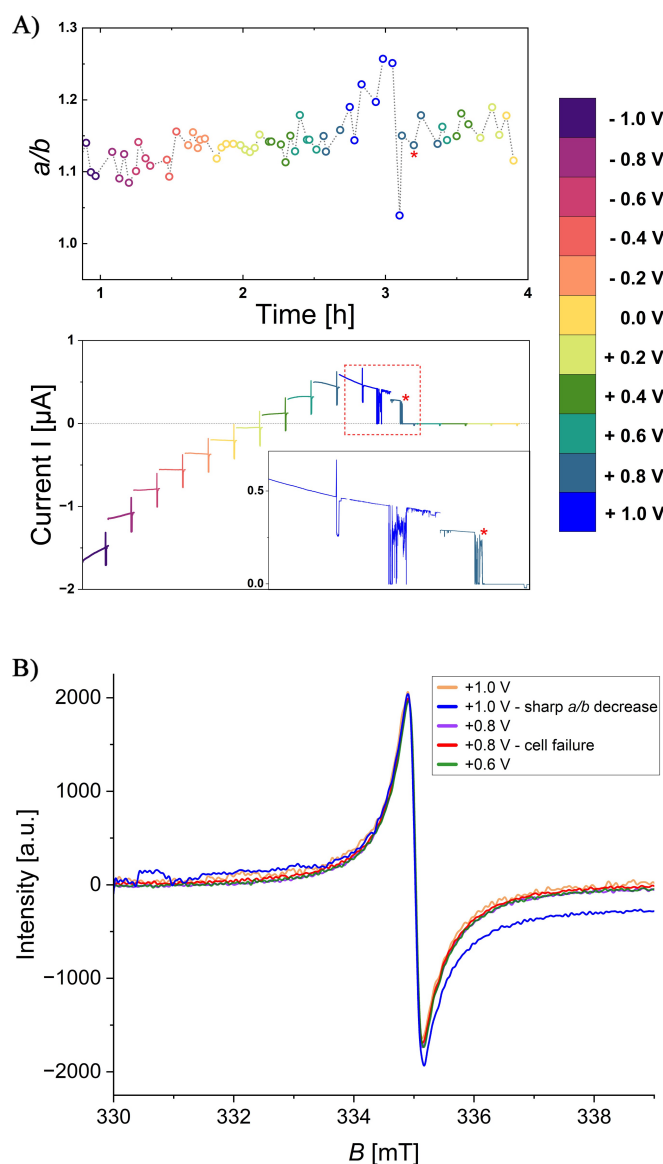 A)
a/b
1.3
1.2
1.1
1.0
*
1
2
3
4
Time [h]
Current I [µA]
1
0
−1
−2
*
0.5
0.0
*
- 1.0 V
- 0.8 V
- 0.6 V
- 0.4 V
- 0.2 V
0.0 V
+ 0.2 V
+ 0.4 V
+ 0.6 V
+ 0.8 V
+ 1.0 V
B)
Intensity [a.u.]
2000
1000
0
−1000
−2000
+1.0 V
+1.0 V - sharp a/b decrease
+0.8 V
+0.8 V - cell failure
+0.6 V
330
332
334
336
338
B [mT]